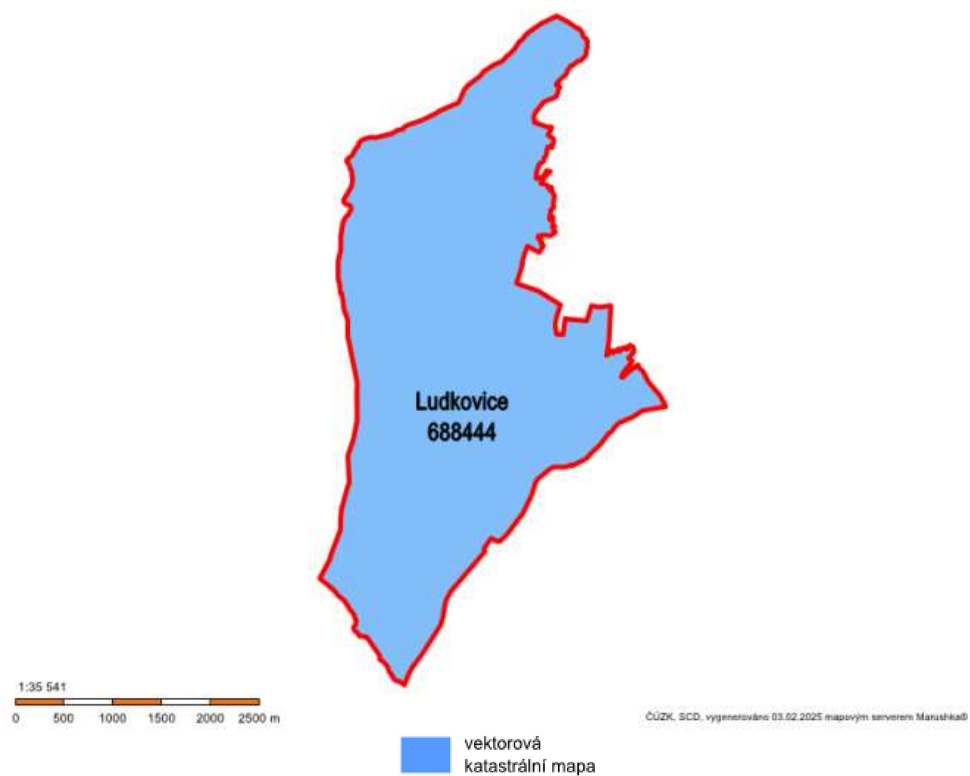 Ludkovice
688444
1:35 541
0 500 1000 1500 2000 2500 m
ČÚZK, SCD, vygenerováno 03.02.2025 mapovým serverem Marushka®
vektorová
katastrální mapa